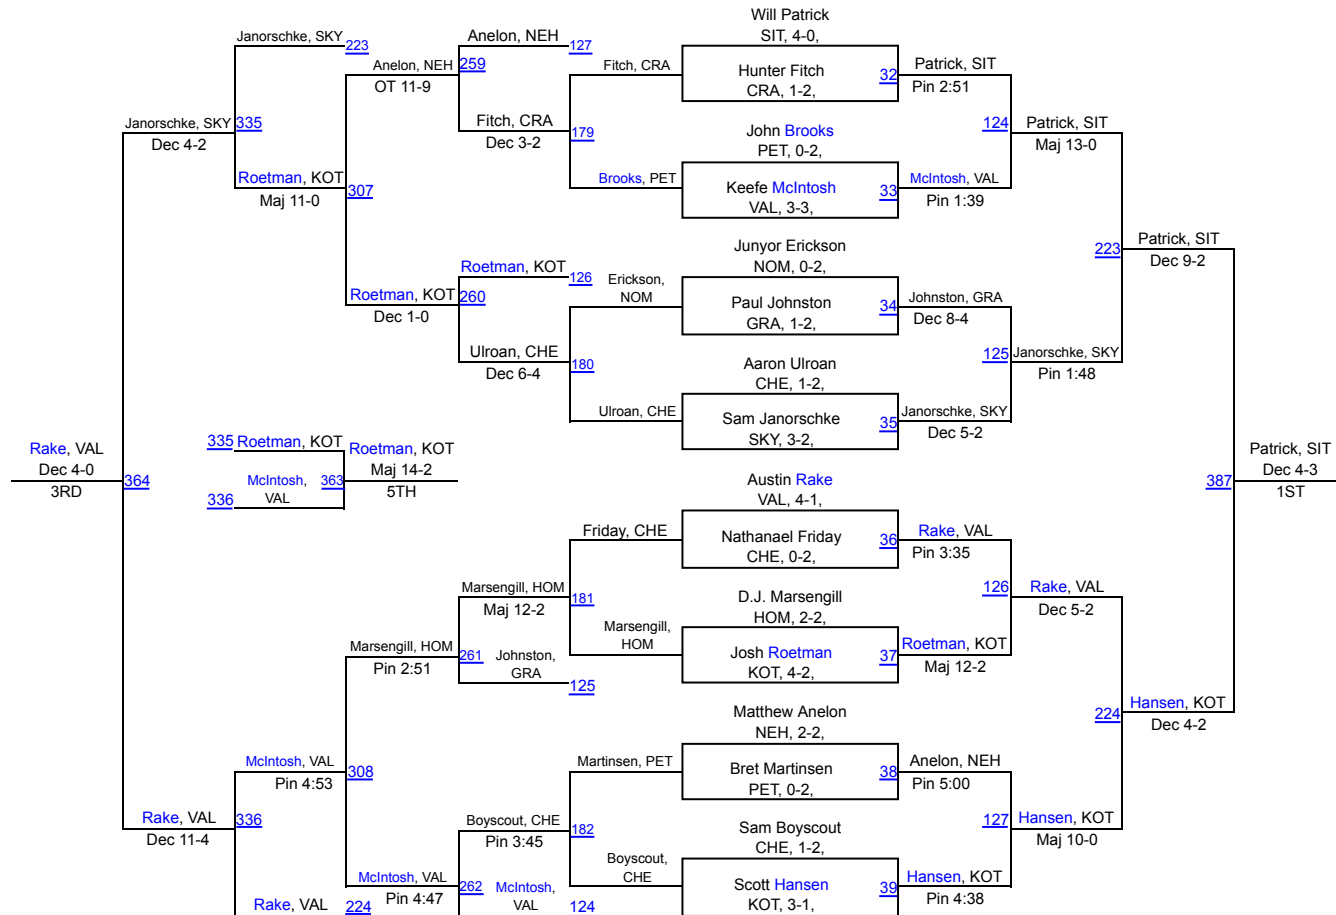 Will Patrick
SIT, 4-0,
Janorschke, SKY
223
Anelon, NEH
127
Anelon, NEH
259
OT 11-9
Fitch, CRA
Hunter Fitch
CRA, 1-2,
32
Patrick, SIT
Pin 2:51
Janorschke, SKY
335
Dec 4-2
Fitch, CRA
179
Dec 3-2
John Brooks
PET, 0-2,
124
Patrick, SIT
Maj 13-0
Roetman, KOT
307
Maj 11-0
Brooks, PET
Keefe McIntosh
VAL, 3-3,
33
McIntosh, VAL
Pin 1:39
Junyor Erickson
NOM, 0-2,
223
Patrick, SIT
Dec 9-2
Roetman, KOT
126
Erickson,
NOM
Roetman, KOT
260
Dec 1-0
Paul Johnston
GRA, 1-2,
34
Johnston, GRA
Dec 8-4
Ulroan, CHE
180
Dec 6-4
Aaron Ulroan
CHE, 1-2,
125
Janorschke, SKY
Pin 1:48
Ulroan, CHE
Sam Janorschke
SKY, 3-2,
35
Janorschke, SKY
Dec 5-2
Rake, VAL
Dec 4-0
3RD
364
335
Roetman, KOT
McIntosh,
VAL
336
363
Roetman, KOT
Maj 14-2
5TH
Austin Rake
VAL, 4-1,
387
Patrick, SIT
Dec 4-3
1ST
Friday, CHE
Nathanael Friday
CHE, 0-2,
36
Rake, VAL
Pin 3:35
Marsengill, HOM
181
Maj 12-2
D.J. Marsengill
HOM, 2-2,
126
Rake, VAL
Dec 5-2
Marsengill,
HOM
Marsengill, HOM
261
Pin 2:51
Johnston,
GRA
125
Josh Roetman
KOT, 4-2,
37
Roetman, KOT
Maj 12-2
Matthew Anelon
NEH, 2-2,
224
Hansen, KOT
Dec 4-2
McIntosh, VAL
308
Pin 4:53
Martinsen, PET
Bret Martinsen
PET, 0-2,
38
Anelon, NEH
Pin 5:00
Rake, VAL
336
Dec 11-4
Boyscout, CHE
182
Pin 3:45
Sam Boyscout
CHE, 1-2,
127
Hansen, KOT
Maj 10-0
Boyscout,
CHE
McIntosh, VAL
262
Pin 4:47
McIntosh,
VAL
124
Scott Hansen
KOT, 3-1,
39
Hansen, KOT
Pin 4:38
Rake, VAL
224